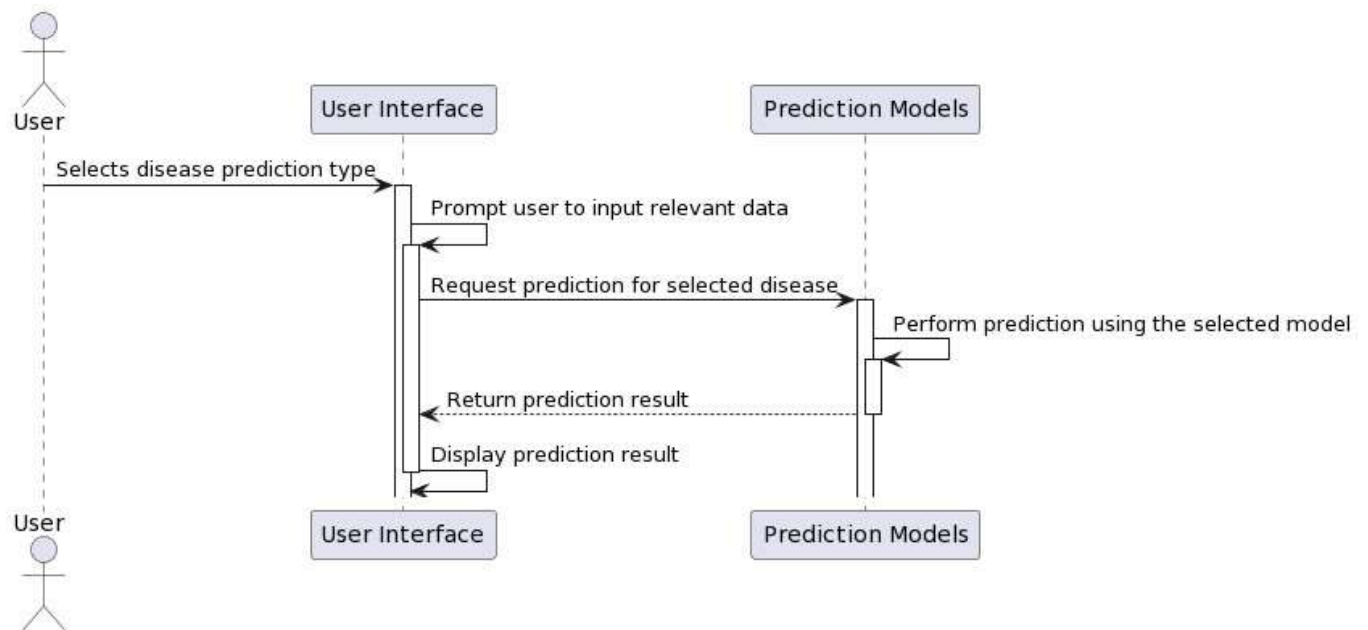 User
User Interface
Prediction Models
Selects disease prediction type
Prompt user to input relevant data
Request prediction for selected disease
Perform prediction using the selected model
Return prediction result
Display prediction result
User
User Interface
Prediction Models